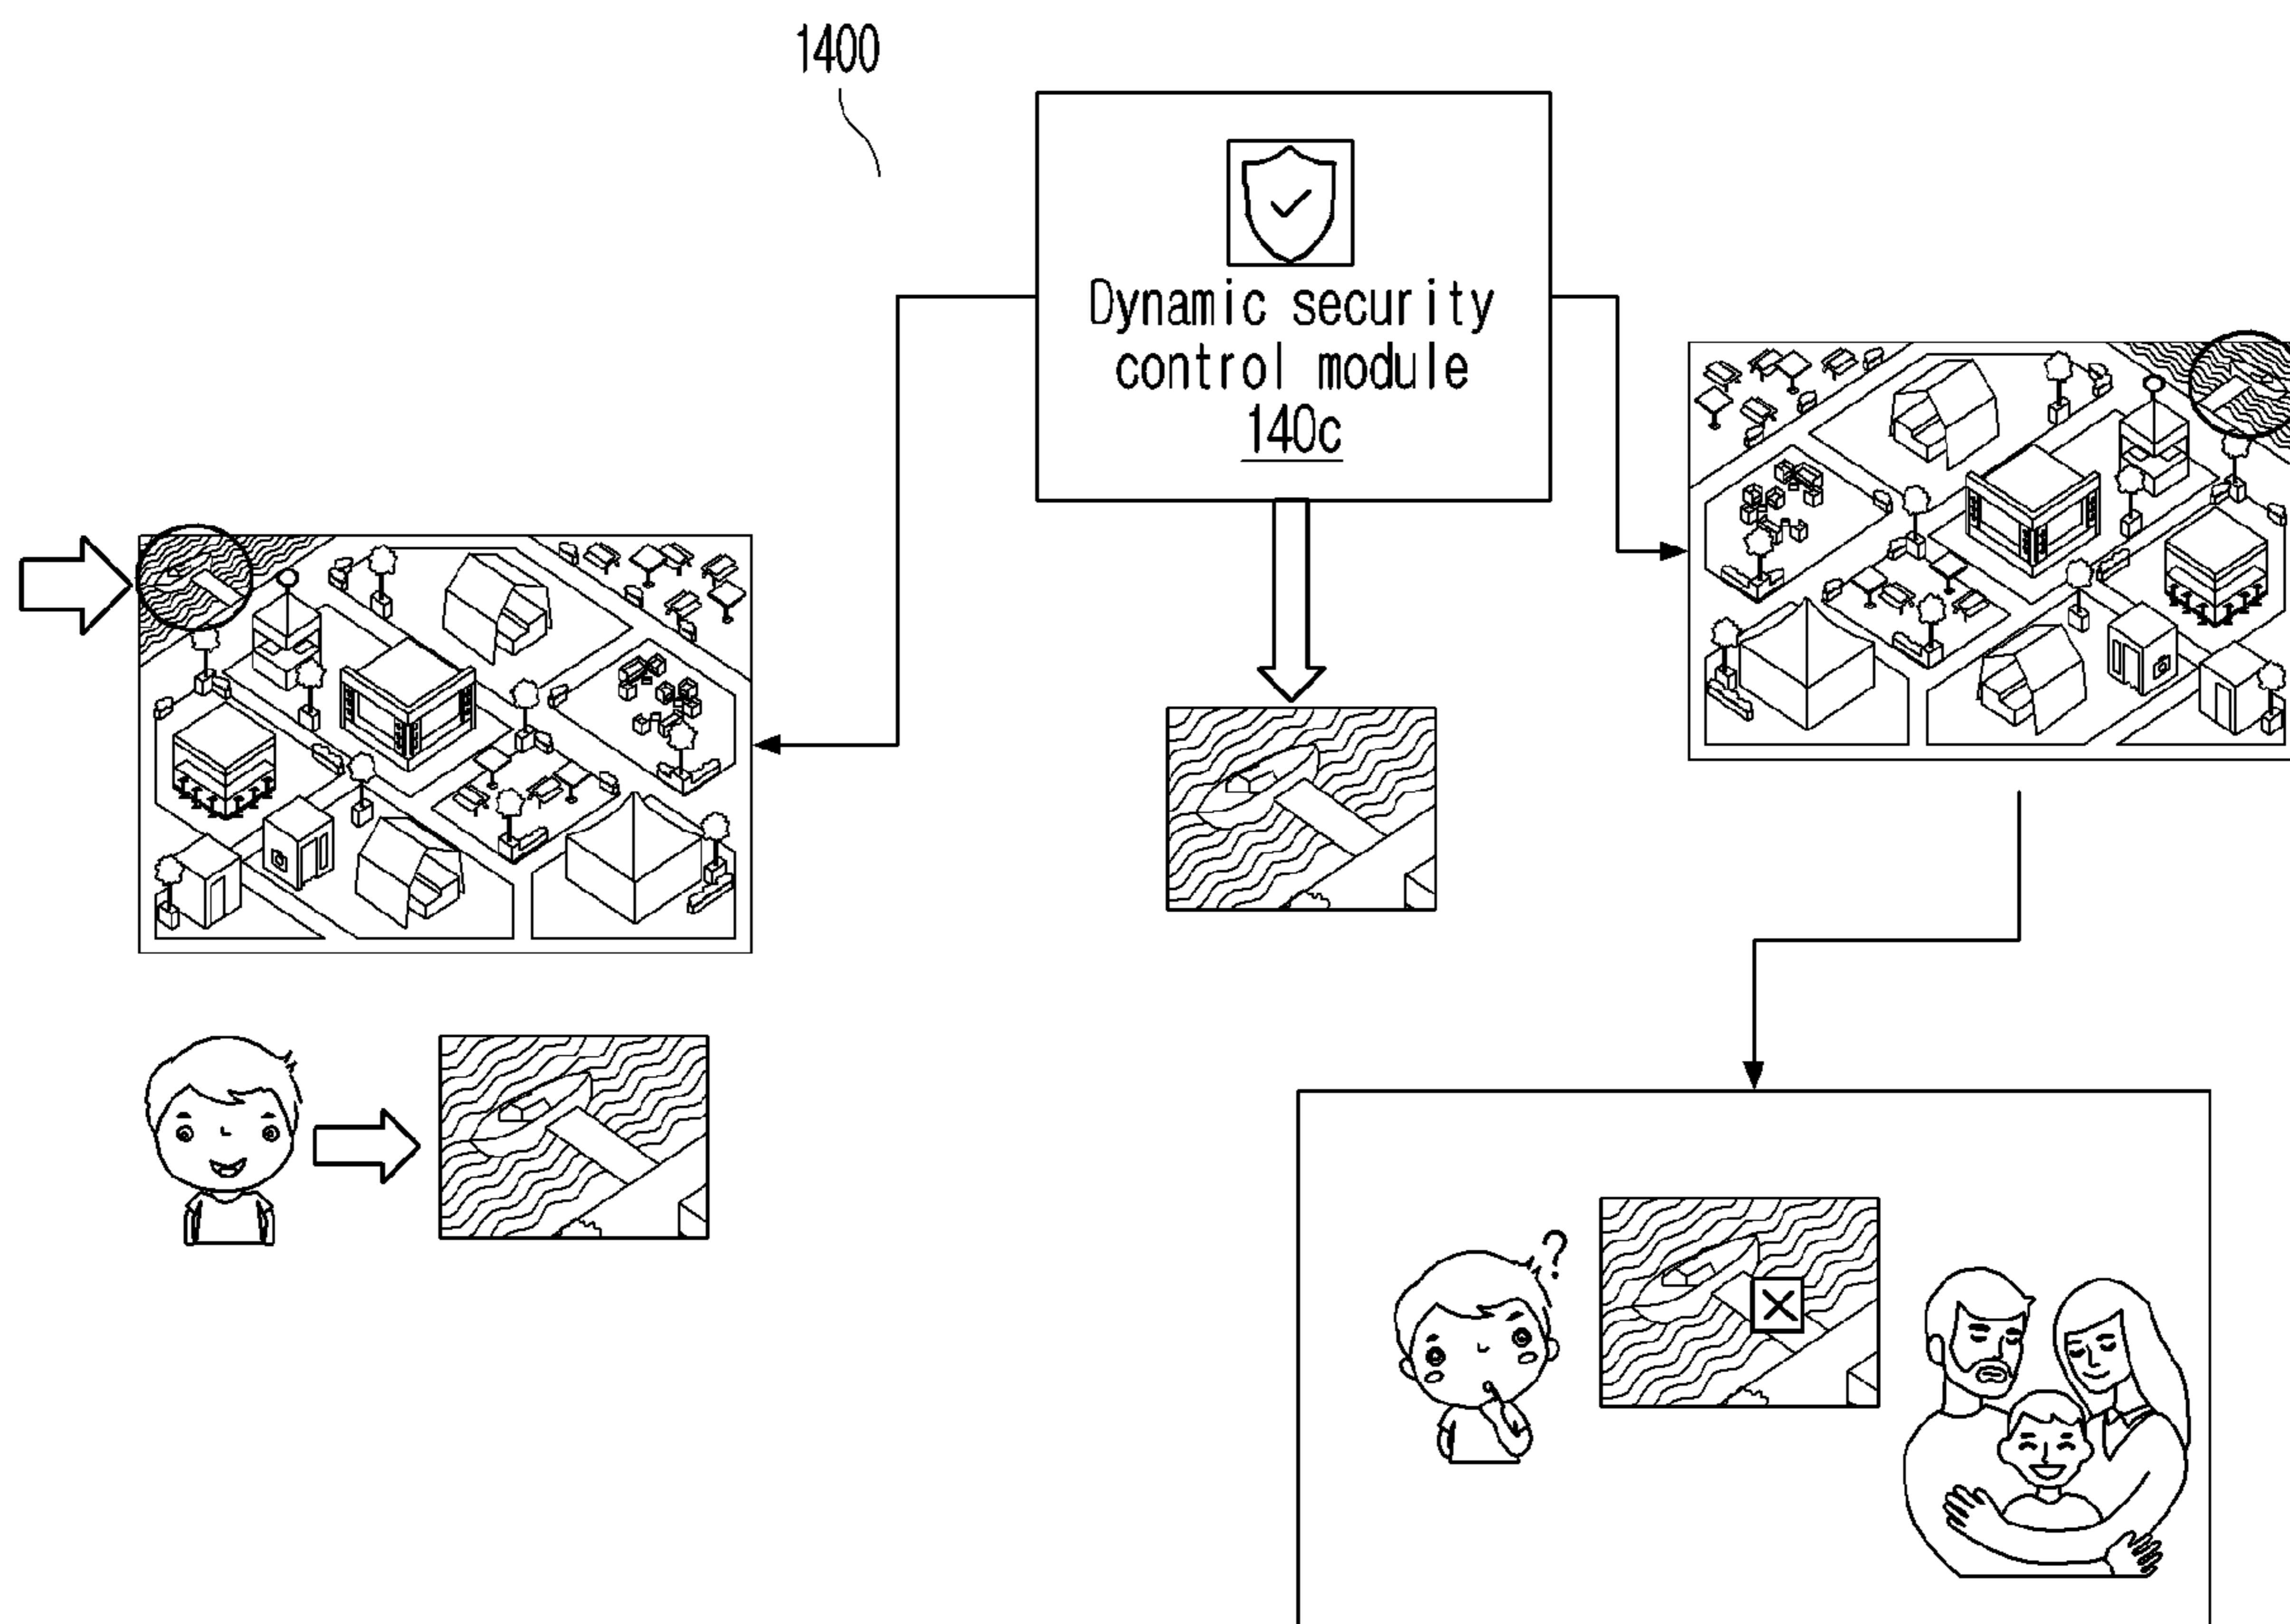 1400
Dynamic security
control module
140c
?